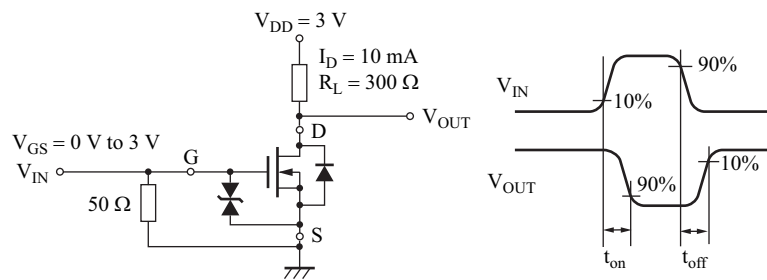 V_DD = 3 V
I_D = 10 mA
R_L = 300 Ω
V_OUT
D
V_GS = 0 V to 3 V
V_IN
G
50 Ω
S
V_IN
10%
90%
V_OUT
90%
10%
t_on
t_off